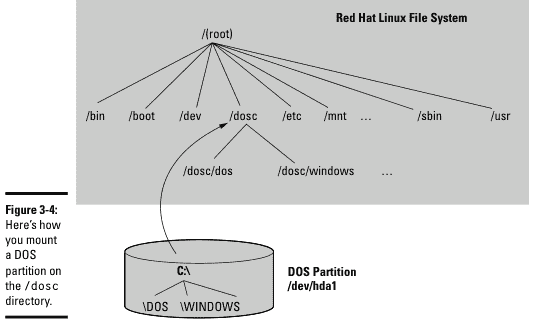 Red Hat Linux File System
/(root)
/bin /boot /dev /dosc /etc /mnt ... /sbin /usr
/dosc/dos /dosc/windows ...
Figure 3-4:
Here's how
you mount
a DOS
partition on
the /dosc
directory.
C:\
DOS Partition
/dev/hda1
\DOS \WINDOWS